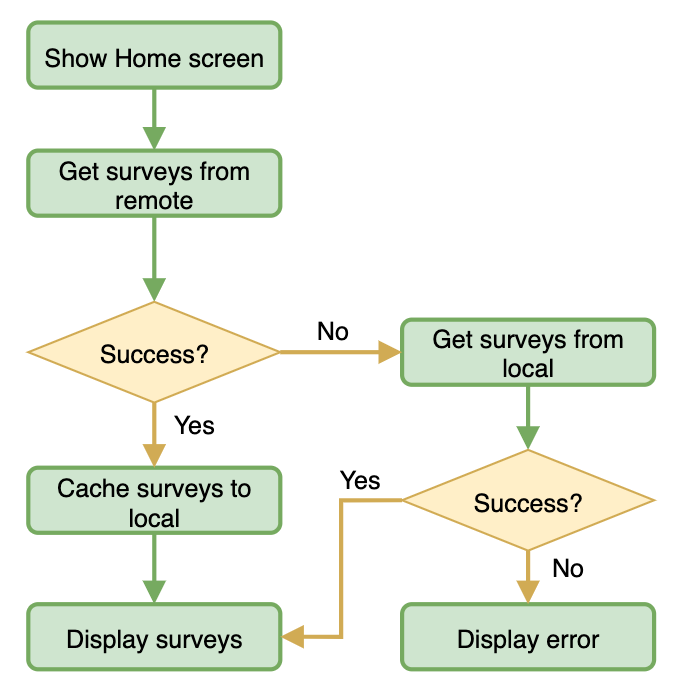 Show Home screen
Get surveys from
remote
Success?
No
Get surveys from
local
Yes
Cache surveys to
local
Yes
Success?
No
Display surveys
Display error